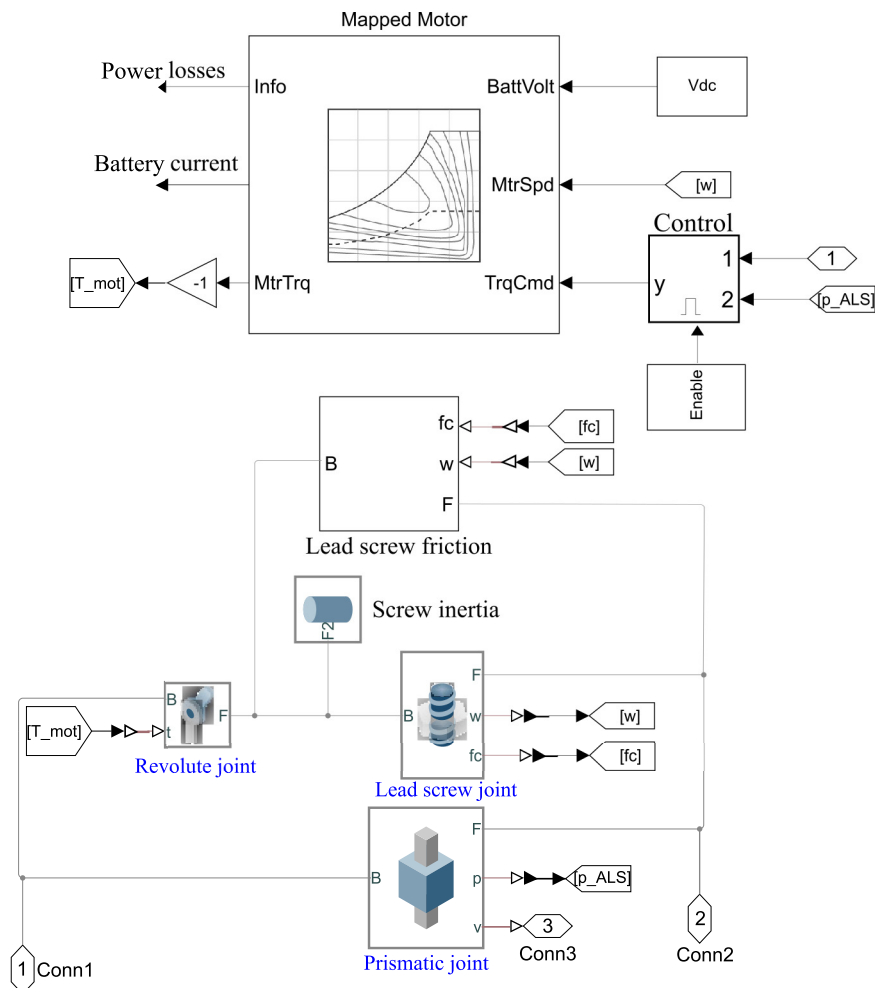 Mapped Motor
Power losses
Info
BattVolt
Vdc
Battery current
MtrSpd
[w]
Control
1
1
[T_mot]
-1
MtrTrq
TrqCmd
y
2
[p_ALS]
Enable
fc
[fc]
B
w
[w]
F
Lead screw friction
Screw inertia
F2
B
F
F
[T_mot]
t
B
w
[w]
fc
[fc]
Revolute joint
Lead screw joint
F
B
p
[p_ALS]
v
3
2
1
Conn1
Prismatic joint
Conn3
Conn2